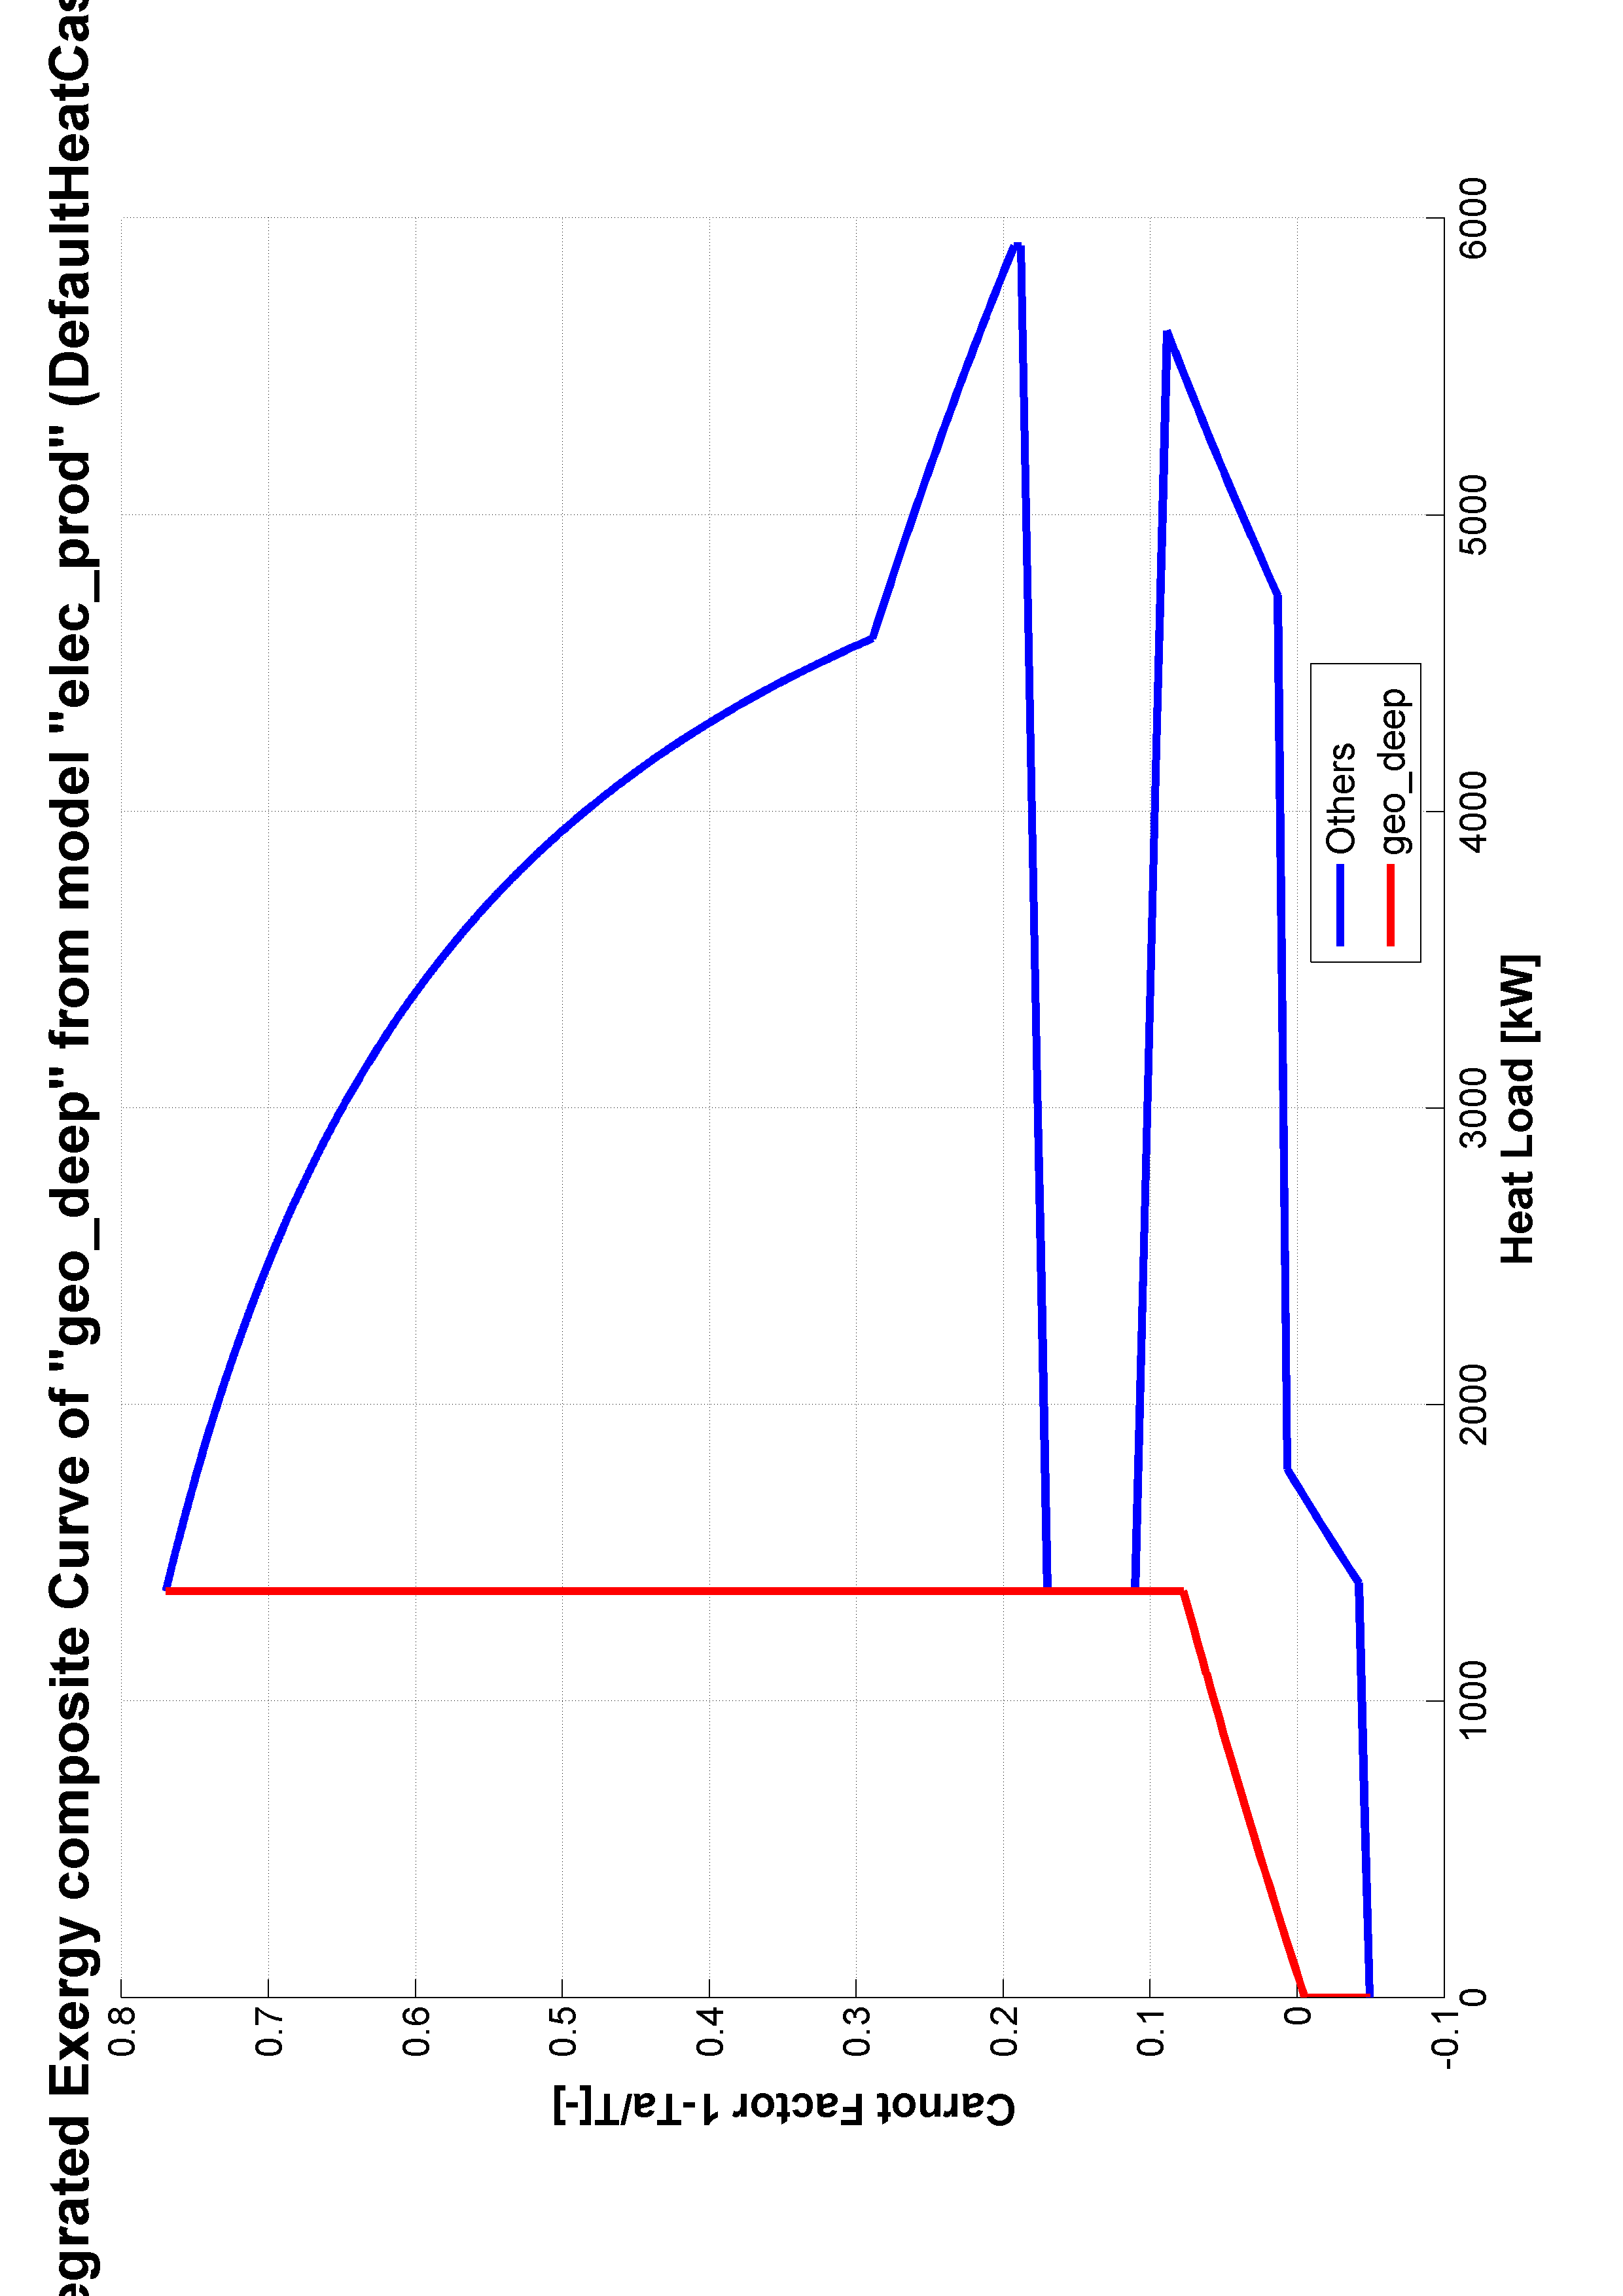 egrated Exergy composite Curve of "geo_deep" from model "elec_prod" (DefaultHeatCas
0.8
0.7
0.6
0.5
0.4
0.3
0.2
0.1
0
-0.1
Carnot Factor 1-Ta/T[-]
0 1000 2000 3000 4000 5000 6000
Heat Load [kW]
Others
geo_deep